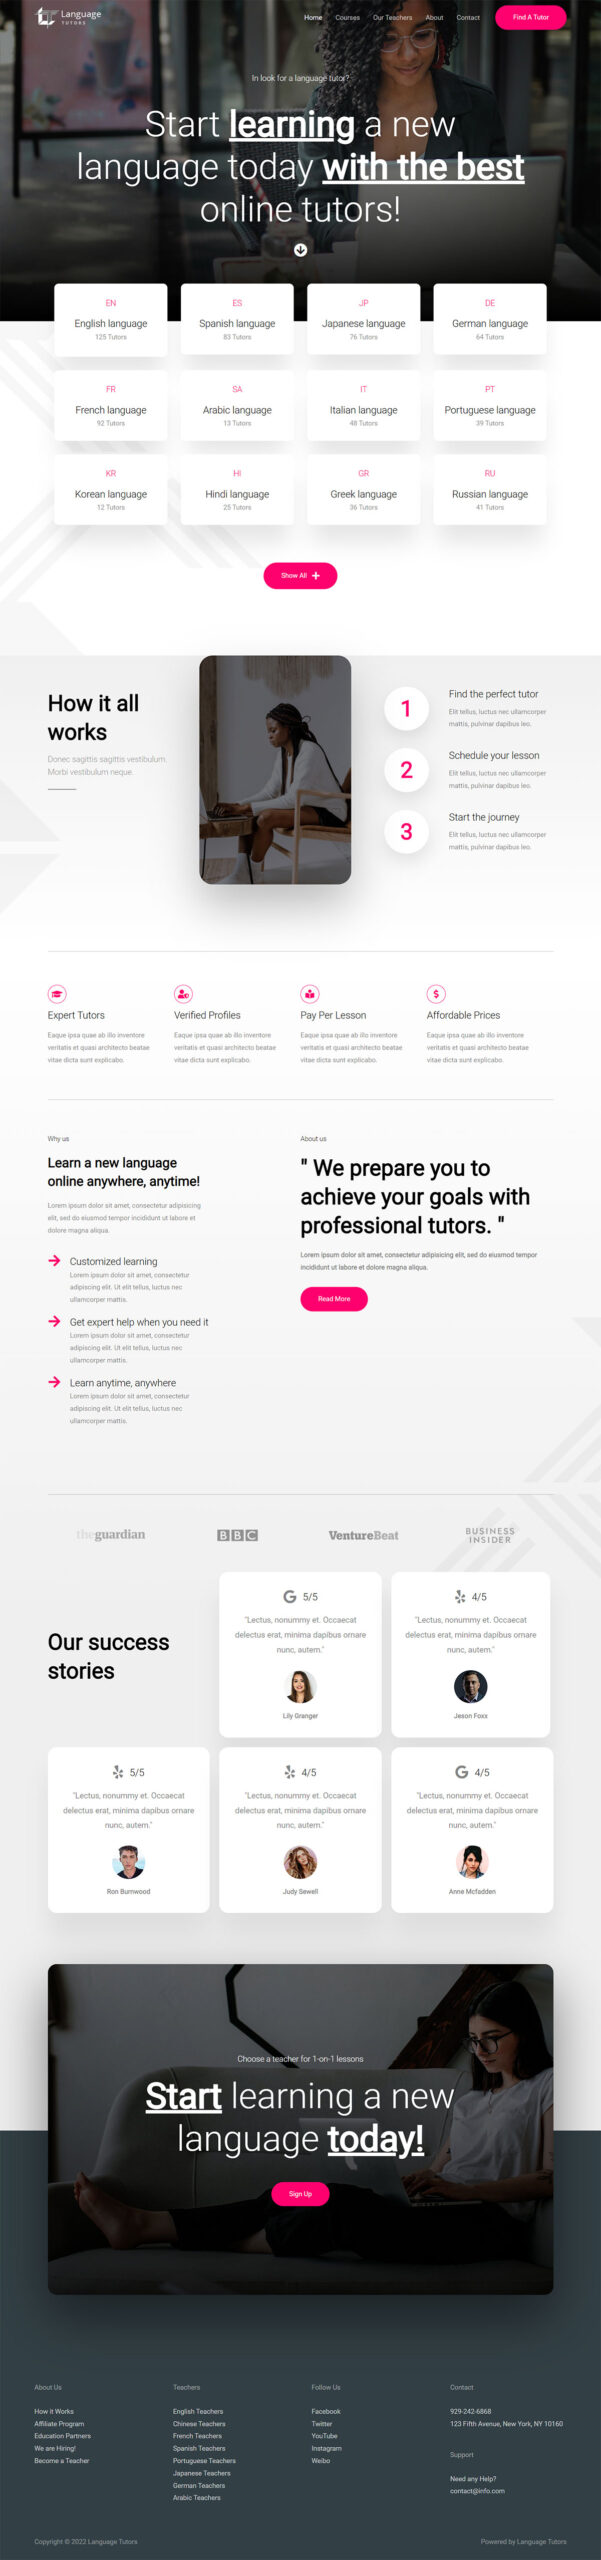 Language
TUTORS
Home Courses Our Teachers About Contact Find A Tutor
In look for a language tutor?
Start learning a new
language today with the best
online tutors!
EN ES JP DE
English language Spanish language Japanese language German language
125 Tutors 83 Tutors 76 Tutors 64 Tutors
FR SA IT PT
French language Arabic language Italian language Portuguese language
92 Tutors 13 Tutors 48 Tutors 39 Tutors
KR HI GR RU
Korean language Hindi language Greek language Russian language
12 Tutors 25 Tutors 36 Tutors 41 Tutors
Show All
How it all
works
Donec sagittis sagittis vestibulum.
Morbi vestibulum neque.
1
Find the perfect tutor
Elit tellus, luctus nec ullamcorper
mattis, pulvinar dapibus leo.
2
Schedule your lesson
Elit tellus, luctus nec ullamcorper
mattis, pulvinar dapibus leo.
3
Start the journey
Elit tellus, luctus nec ullamcorper
mattis, pulvinar dapibus leo.
Expert Tutors
Eaque ipsa quae ab illo inventore
veritatis et quasi architecto beatae
vitae dicta sunt explicabo.
Verified Profiles
Eaque ipsa quae ab illo inventore
veritatis et quasi architecto beatae
vitae dicta sunt explicabo.
Pay Per Lesson
Eaque ipsa quae ab illo inventore
veritatis et quasi architecto beatae
vitae dicta sunt explicabo.
Affordable Prices
Eaque ipsa quae ab illo inventore
veritatis et quasi architecto beatae
vitae dicta sunt explicabo.
Why us
Learn a new language
online anywhere, anytime!
Lorem ipsum dolor sit amet, consectetur adipisicing
elit, sed do eiusmod tempor incididunt ut labore et
dolore magna aliqua.
Customized learning
Lorem ipsum dolor sit amet, consectetur
adipiscing elit. Ut elit tellus, luctus nec
ullamcorper mattis.
Get expert help when you need it
Lorem ipsum dolor sit amet, consectetur
adipiscing elit. Ut elit tellus, luctus nec
ullamcorper mattis.
Learn anytime, anywhere
Lorem ipsum dolor sit amet, consectetur
adipiscing elit. Ut elit tellus, luctus nec
ullamcorper mattis.
About us
" We prepare you to
achieve your goals with
professional tutors. "
Lorem ipsum dolor sit amet, consectetur adipisicing elit, sed do eiusmod tempor
incididunt ut labore et dolore magna aliqua.
Read More
theguardian
BBC
VentureBeat
BUSINESS
INSIDER
Our success
stories
G 5/5
"Lectus, nonummy et. Occaecat
delectus erat, minima dapibus ornare
nunc, autem."
Lily Granger
4/5
"Lectus, nonummy et. Occaecat
delectus erat, minima dapibus ornare
nunc, autem."
Jeson Foxx
5/5
"Lectus, nonummy et. Occaecat
delectus erat, minima dapibus ornare
nunc, autem."
Ron Burnwood
4/5
"Lectus, nonummy et. Occaecat
delectus erat, minima dapibus ornare
nunc, autem."
Judy Sewell
G 4/5
"Lectus, nonummy et. Occaecat
delectus erat, minima dapibus ornare
nunc, autem."
Anne Mcfadden
Choose a teacher for 1-on-1 lessons
Start learning a new
language today!
Sign Up
About Us
How it Works
Affiliate Program
Education Partners
We are Hiring!
Become a Teacher
Teachers
English Teachers
Chinese Teachers
French Teachers
Spanish Teachers
Portuguese Teachers
Japanese Teachers
German Teachers
Arabic Teachers
Follow Us
Facebook
Twitter
YouTube
Instagram
Weibo
Contact
929-242-6868
123 Fifth Avenue, New York, NY 10160
Support
Need any Help?
contact@info.com
Copyright © 2022 Language Tutors
Powered by Language Tutors